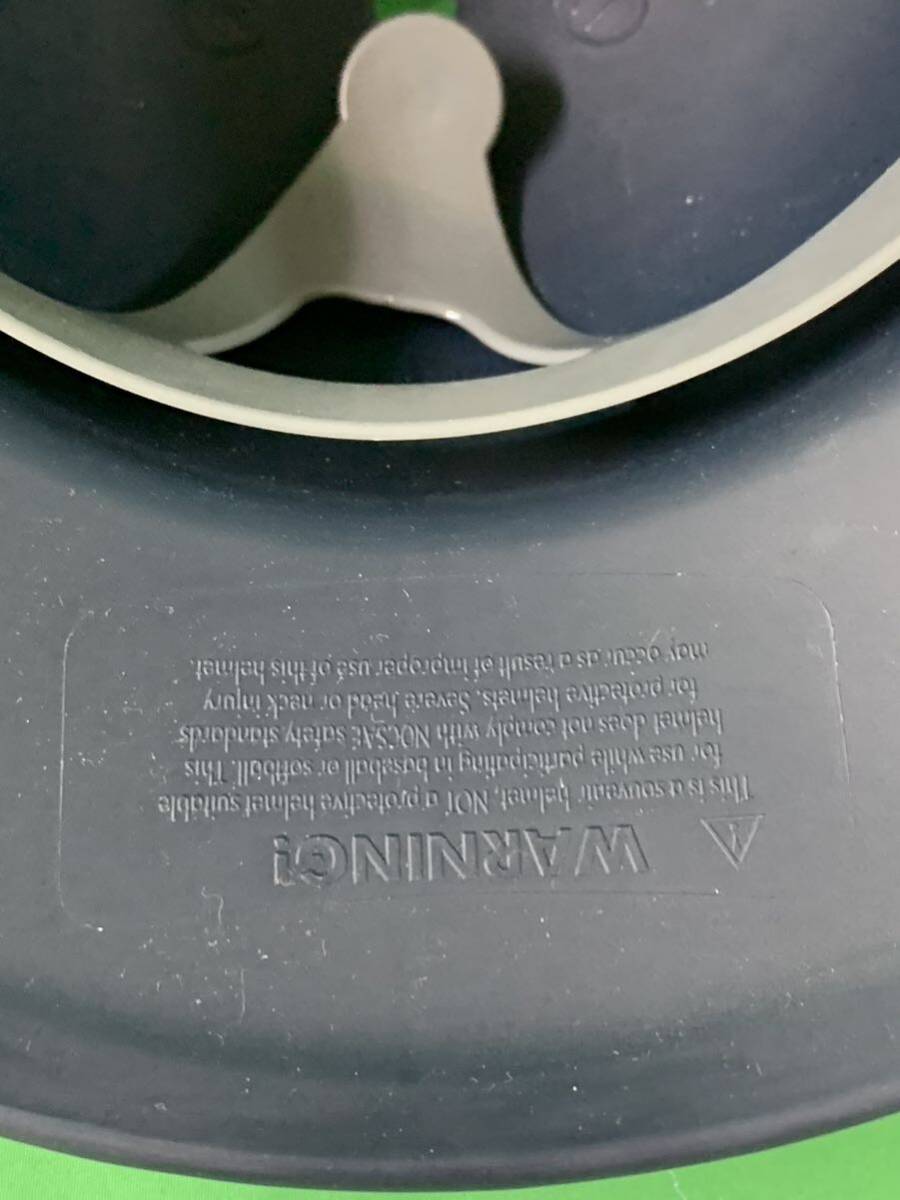 WARNING!
This is a souvenir helmet, NOT a protective helmet suitable
for use while participating in baseball or softball. This
helmet does not comply with NOCSAE safety standards
for protective helmets. Severe head or neck injury
may occur as a result of improper use of this helmet.